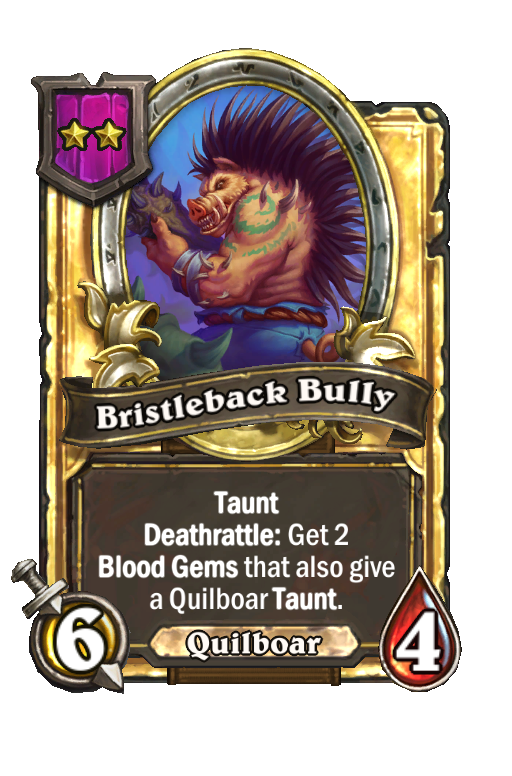 Bristleback Bully
Taunt
Deathrattle: Get 2
Blood Gems that also give
a Quilboar Taunt.
6
Quilboar
4